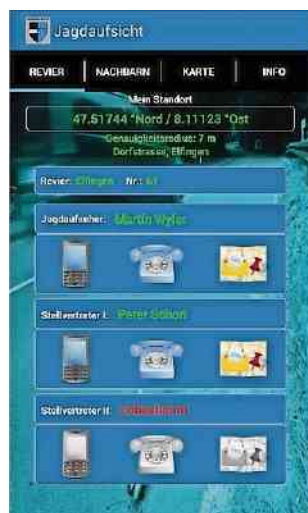 Jagdaufsicht
REVIER NACHBARN KARTE INFO
Mein Standort
47.51744 °Nord / 8.11123 °Ost
Genauigkeitsradius: 7 m
Dorfstrasse, Elfingen
Revier: Elfingen Nr.: 61
Jagdaufseher: Martin Wyler
Stellvertreter I: Peter
Stellvertreter II: